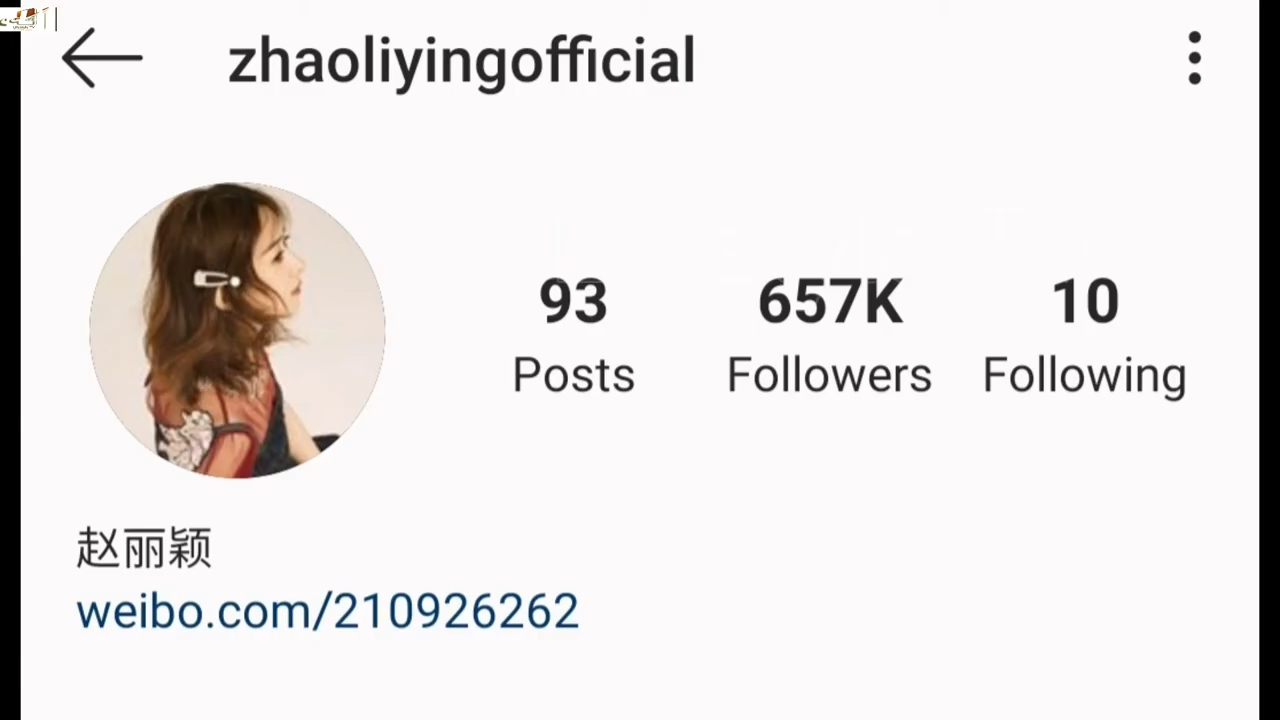 zhaoliyingofficial
93 657K 10
Posts Followers Following
赵丽颖
weibo.com/210926262